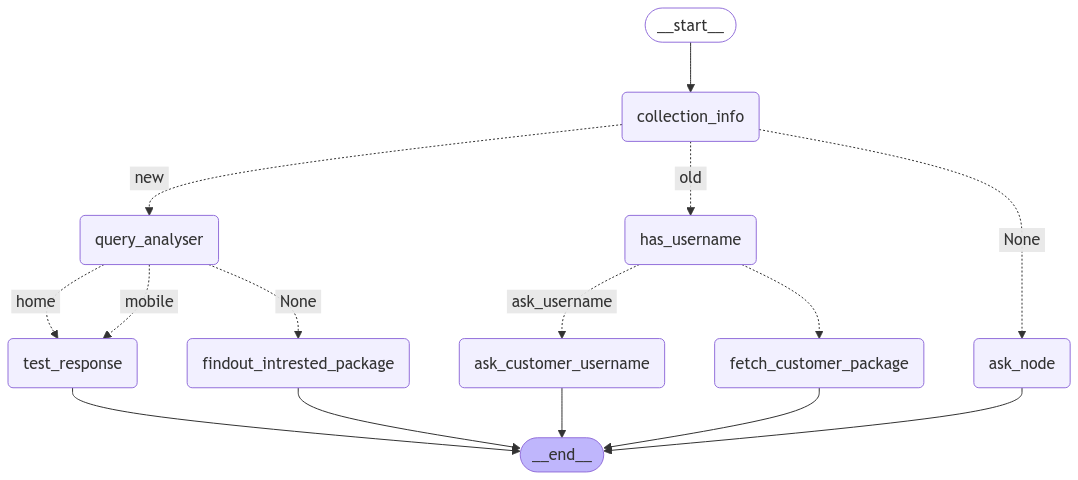 __start__
collection_info
new
old
None
query_analyser
has_username
home
mobile
None
ask_username
test_response
findout_intrested_package
ask_customer_username
fetch_customer_package
ask_node
__end__